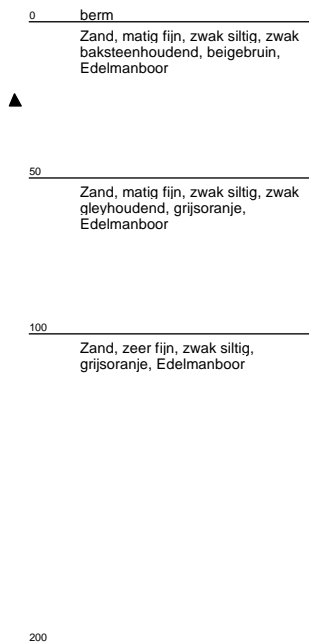 0 berm
Zand, matig fijn, zwak siltig, zwak
baksteenhoudend, beigebruin,
Edelmanboor
50
Zand, matig fijn, zwak siltig, zwak
gleyhoudend, grijsoranje,
Edelmanboor
100
Zand, zeer fijn, zwak siltig,
grijsoranje, Edelmanboor
200